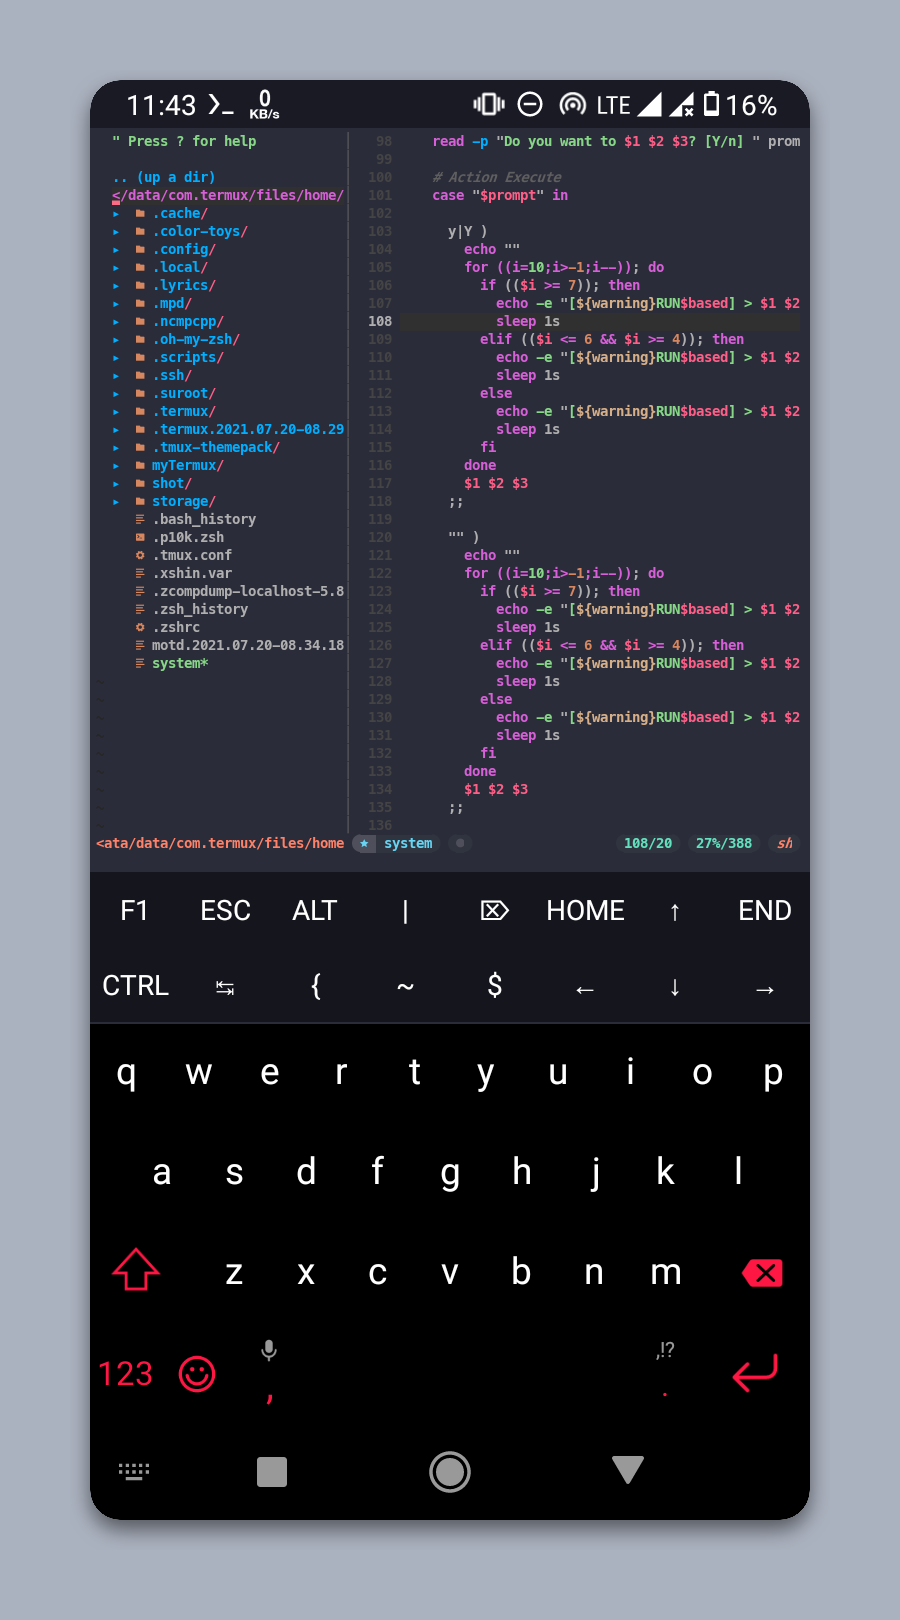 11:43 0 KB/s LTE 16%
" Press ? for help
.. (up a dir)
</data/com.termux/files/home/
▸ .cache/
▸ .color-toys/
▸ .config/
▸ .local/
▸ .lyrics/
▸ .mpd/
▸ .ncmpcpp/
▸ .oh-my-zsh/
▸ .scripts/
▸ .ssh/
▸ .suroot/
▸ .termux/
▸ .termux.2021.07.20-08.29
▸ .tmux-themepack/
▸ myTermux/
▸ shot/
▸ storage/
.bash_history
.p10k.zsh
.tmux.conf
.xshin.var
.zcompdump-localhost-5.8
.zsh_history
.zshrc
motd.2021.07.20-08.34.18
system*
~
~
~
~
~
~
~
~
~
98 read -p "Do you want to $1 $2 $3? [Y/n] " prom
99
100 # Action Execute
101 case "$prompt" in
102
103 y|Y )
104 echo ""
105 for ((i=10;i>-1;i--)); do
106 if (($i >= 7)); then
107 echo -e "[${warning}RUN$based] > $1 $2
108 sleep 1s
109 elif (($i <= 6 && $i >= 4)); then
110 echo -e "[${warning}RUN$based] > $1 $2
111 sleep 1s
112 else
113 echo -e "[${warning}RUN$based] > $1 $2
114 sleep 1s
115 fi
116 done
117 $1 $2 $3
118 ;;
119
120 "" )
121 echo ""
122 for ((i=10;i>-1;i--)); do
123 if (($i >= 7)); then
124 echo -e "[${warning}RUN$based] > $1 $2
125 sleep 1s
126 elif (($i <= 6 && $i >= 4)); then
127 echo -e "[${warning}RUN$based] > $1 $2
128 sleep 1s
129 else
130 echo -e "[${warning}RUN$based] > $1 $2
131 sleep 1s
132 fi
133 done
134 $1 $2 $3
135 ;;
136
<ata/data/com.termux/files/home ★ system 108/20 27%/388 sh
F1 ESC ALT | ⌦ HOME ↑ END
CTRL ↹ { ~ $ ← ↓ →
q w e r t y u i o p
a s d f g h j k l
z x c v b n m
,!?
123 , .